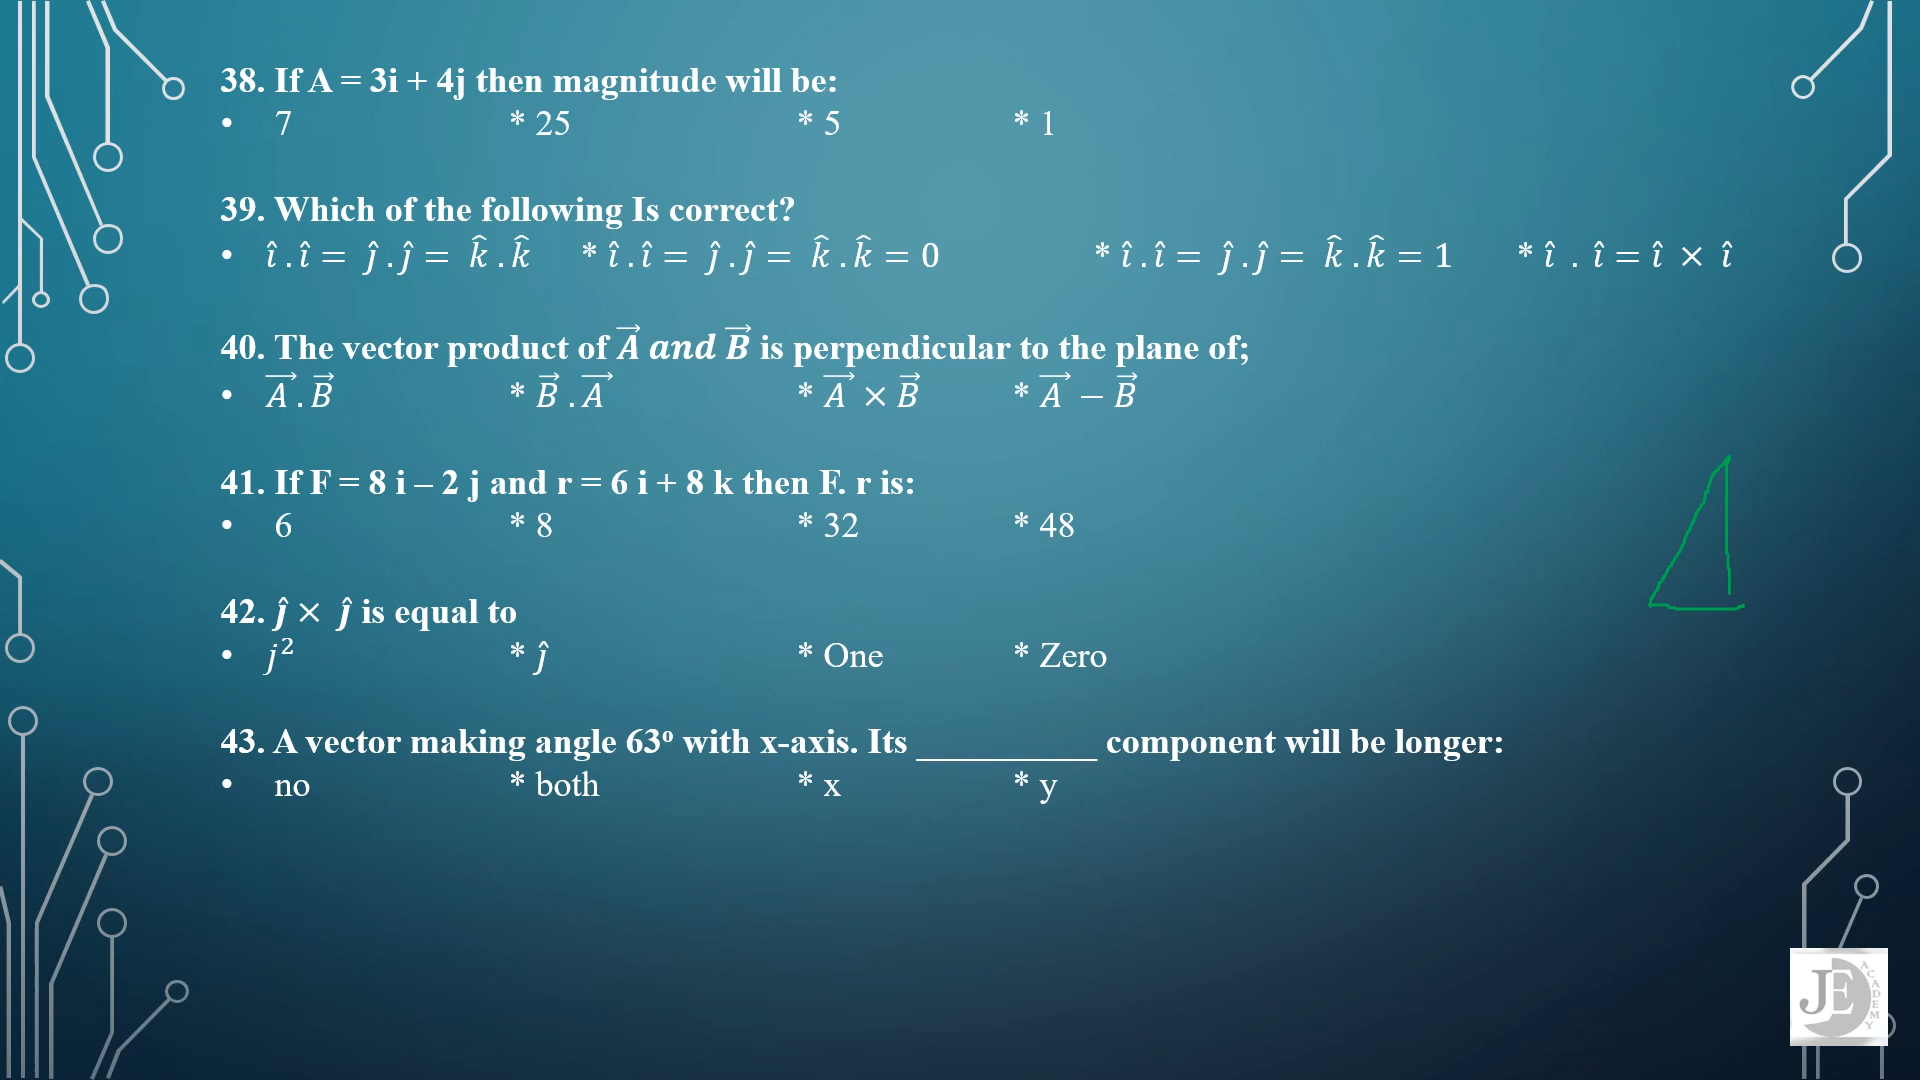 38. If A = 3i + 4j then magnitude will be:
• 7 * 25 * 5 * 1
39. Which of the following Is correct?
• î . î = ĵ . ĵ = k̂ . k̂ * î . î = ĵ . ĵ = k̂ . k̂ = 0 * î . î = ĵ . ĵ = k̂ . k̂ = 1 * î . î = î × î
40. The vector product of A⃗ and B⃗ is perpendicular to the plane of;
• A⃗ . B⃗ * B⃗ . A⃗ * A⃗ × B⃗ * A⃗ − B⃗
41. If F = 8 i – 2 j and r = 6 i + 8 k then F. r is:
• 6 * 8 * 32 * 48
42. ĵ × ĵ is equal to
• j² * ĵ * One * Zero
43. A vector making angle 63º with x-axis. Its __________ component will be longer:
• no * both * x * y
JE ACADEMY